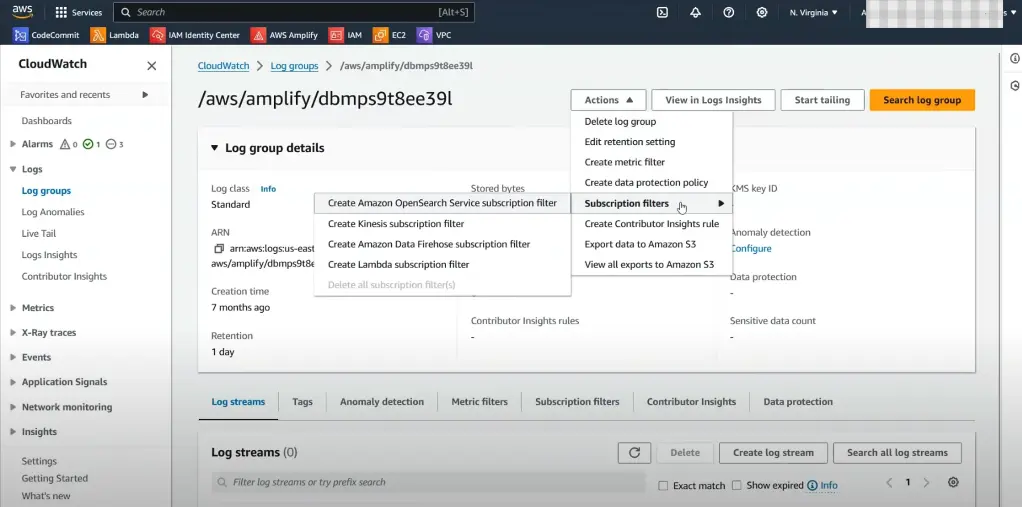 aws
Services
Search
[Alt+S]
N. Virginia
CodeCommit
Lambda
IAM Identity Center
AWS Amplify
IAM
EC2
VPC
CloudWatch
Favorites and recents
Dashboards
Alarms 0 1 3
Logs
Log groups
Log Anomalies
Live Tail
Logs Insights
Contributor Insights
Metrics
X-Ray traces
Events
Application Signals
Network monitoring
Insights
Settings
Getting Started
What's new
CloudWatch > Log groups > /aws/amplify/dbmps9t8ee39l
/aws/amplify/dbmps9t8ee39l
Actions
View in Logs Insights
Start tailing
Search log group
Delete log group
Edit retention setting
Create metric filter
Create data protection policy
Subscription filters
Create Contributor Insights rule
Export data to Amazon S3
View all exports to Amazon S3
Create Amazon OpenSearch Service subscription filter
Create Kinesis subscription filter
Create Amazon Data Firehose subscription filter
Create Lambda subscription filter
Delete all subscription filter(s)
Log group details
Log class Info
Standard
ARN
arn:aws:logs:us-east
aws/amplify/dbmps9t8e
Creation time
7 months ago
Retention
1 day
Stored bytes
Contributor Insights rules
-
KMS key ID
-
Anomaly detection
Configure
Data protection
-
Sensitive data count
-
Log streams
Tags
Anomaly detection
Metric filters
Subscription filters
Contributor Insights
Data protection
Log streams (0)
Delete
Create log stream
Search all log streams
Filter log streams or try prefix search
Exact match
Show expired
Info
1